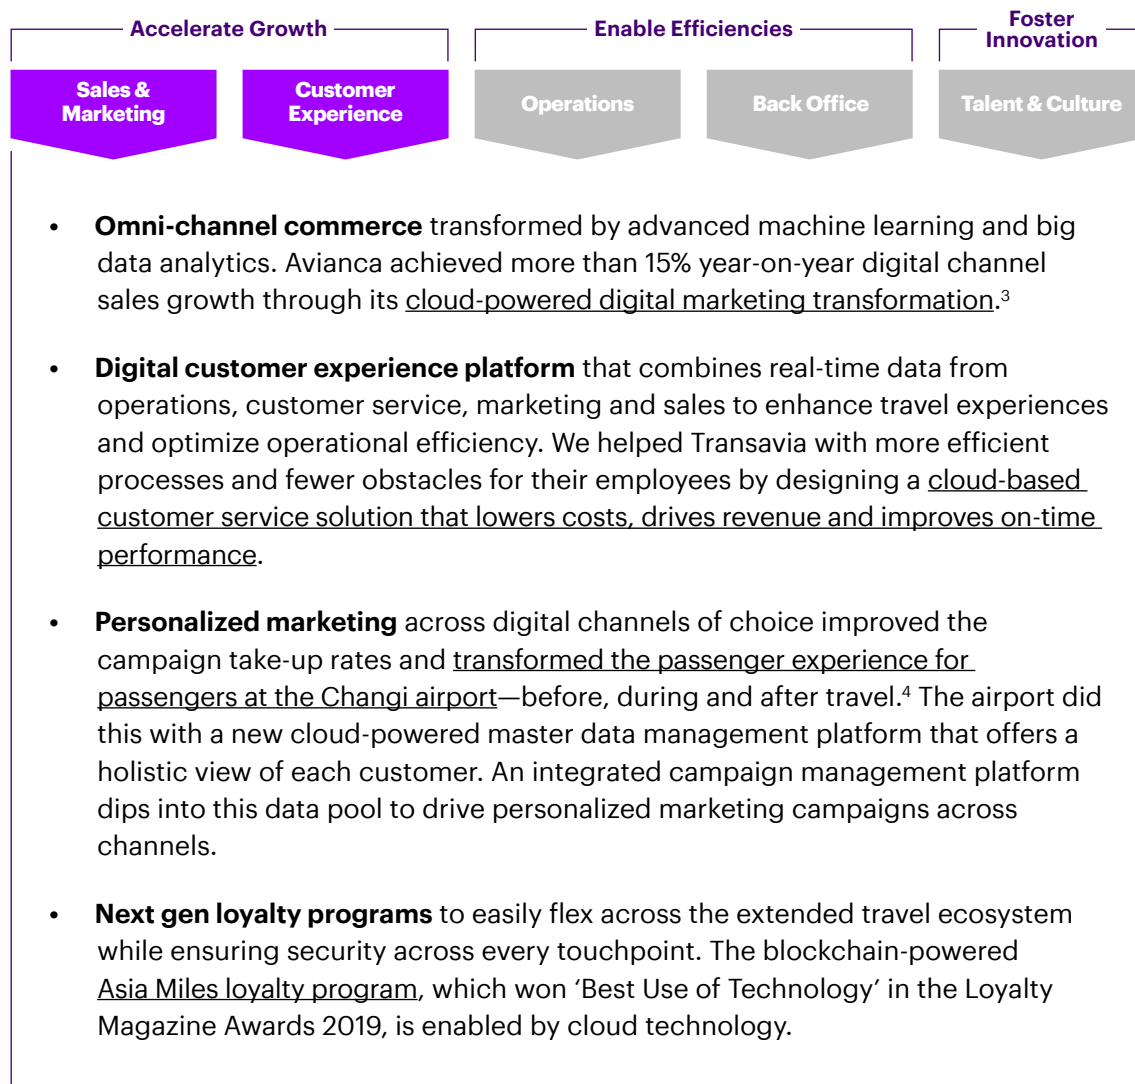 Accelerate Growth
Enable Efficiencies
Foster
Innovation
Sales &
Marketing
Customer
Experience
Operations
Back Office
Talent & Culture
• Omni-channel commerce transformed by advanced machine learning and big
data analytics. Avianca achieved more than 15% year-on-year digital channel
sales growth through its cloud-powered digital marketing transformation.³
• Digital customer experience platform that combines real-time data from
operations, customer service, marketing and sales to enhance travel experiences
and optimize operational efficiency. We helped Transavia with more efficient
processes and fewer obstacles for their employees by designing a cloud-based
customer service solution that lowers costs, drives revenue and improves on-time
performance.
• Personalized marketing across digital channels of choice improved the
campaign take-up rates and transformed the passenger experience for
passengers at the Changi airport—before, during and after travel.⁴ The airport did
this with a new cloud-powered master data management platform that offers a
holistic view of each customer. An integrated campaign management platform
dips into this data pool to drive personalized marketing campaigns across
channels.
• Next gen loyalty programs to easily flex across the extended travel ecosystem
while ensuring security across every touchpoint. The blockchain-powered
Asia Miles loyalty program, which won ‘Best Use of Technology’ in the Loyalty
Magazine Awards 2019, is enabled by cloud technology.